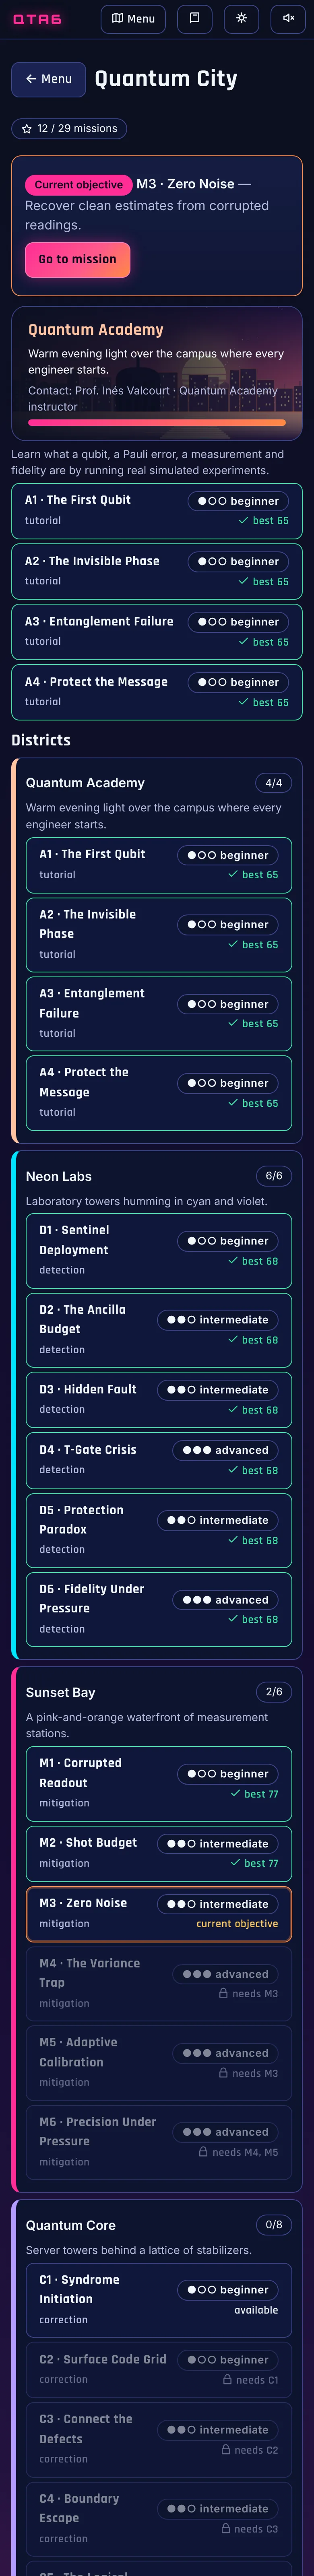 QTA6
Menu
← Menu
Quantum City
12 / 29 missions
Current objective M3 · Zero Noise —
Recover clean estimates from corrupted
readings.
Go to mission
Quantum Academy
Warm evening light over the campus where every
engineer starts.
Contact: Prof. Inés Valcourt · Quantum Academy
instructor
Learn what a qubit, a Pauli error, a measurement and
fidelity are by running real simulated experiments.
A1 · The First Qubit
beginner
tutorial
best 65
A2 · The Invisible Phase
beginner
tutorial
best 65
A3 · Entanglement Failure
beginner
tutorial
best 65
A4 · Protect the Message
beginner
tutorial
best 65
Districts
Quantum Academy
4/4
Warm evening light over the campus where every
engineer starts.
A1 · The First Qubit
beginner
tutorial
best 65
A2 · The Invisible
Phase
beginner
tutorial
best 65
A3 · Entanglement
Failure
beginner
tutorial
best 65
A4 · Protect the
Message
beginner
tutorial
best 65
Neon Labs
6/6
Laboratory towers humming in cyan and violet.
D1 · Sentinel
Deployment
beginner
detection
best 68
D2 · The Ancilla
Budget
intermediate
detection
best 68
D3 · Hidden Fault
intermediate
detection
best 68
D4 · T-Gate Crisis
advanced
detection
best 68
D5 · Protection
Paradox
intermediate
detection
best 68
D6 · Fidelity Under
Pressure
advanced
detection
best 68
Sunset Bay
2/6
A pink-and-orange waterfront of measurement
stations.
M1 · Corrupted
Readout
beginner
mitigation
best 77
M2 · Shot Budget
intermediate
mitigation
best 77
M3 · Zero Noise
intermediate
mitigation
current objective
M4 · The Variance
Trap
advanced
mitigation
needs M3
M5 · Adaptive
Calibration
advanced
mitigation
needs M3
M6 · Precision Under
Pressure
advanced
mitigation
needs M4, M5
Quantum Core
0/8
Server towers behind a lattice of stabilizers.
C1 · Syndrome
Initiation
beginner
correction
available
C2 · Surface Code Grid
beginner
correction
needs C1
C3 · Connect the
Defects
intermediate
correction
needs C2
C4 · Boundary
Escape
intermediate
correction
needs C3